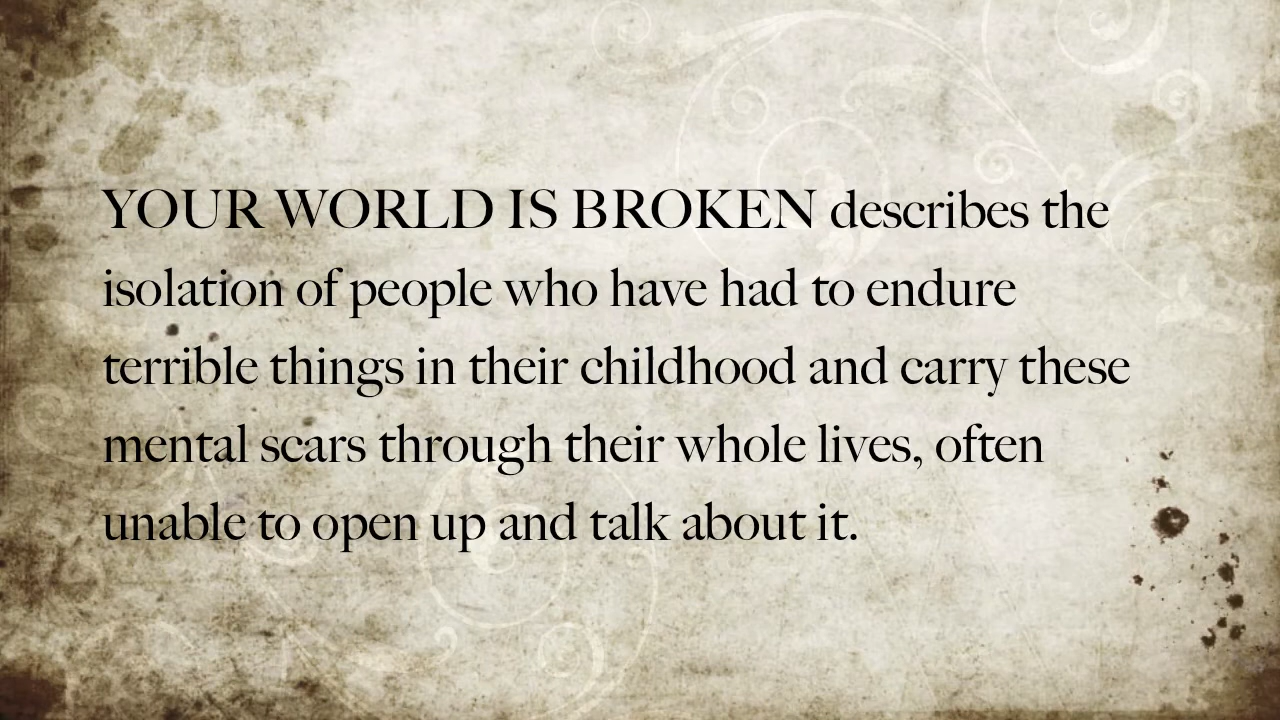 YOUR WORLD IS BROKEN describes the
isolation of people who have had to endure
terrible things in their childhood and carry these
mental scars through their whole lives, often
unable to open up and talk about it.